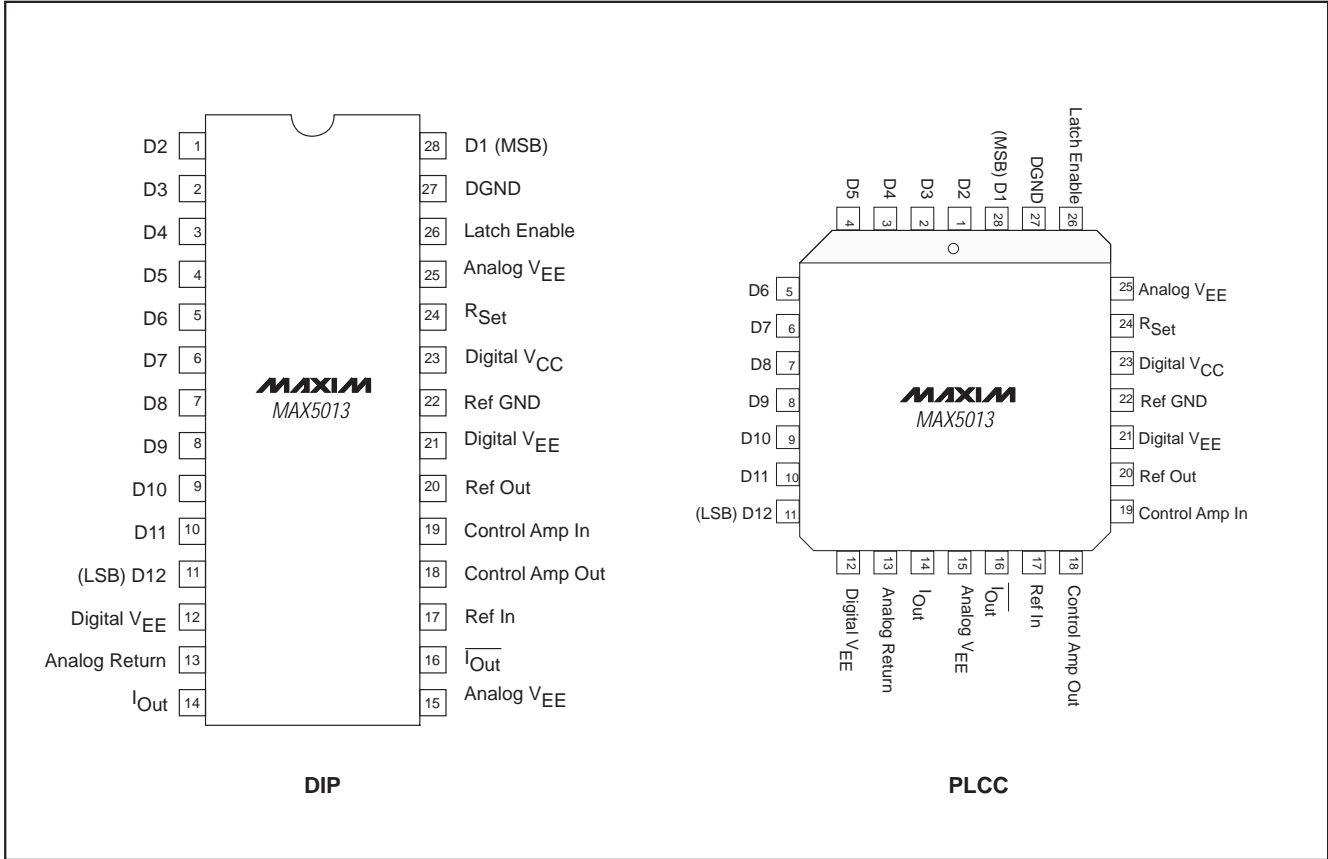 D2 1
D3 2
D4 3
D5 4
D6 5
D7 6
D8 7
D9 8
D10 9
D11 10
(LSB) D12 11
Digital VEE 12
Analog Return 13
IOut 14
28 D1 (MSB)
27 DGND
26 Latch Enable
25 Analog VEE
24 RSet
23 Digital VCC
22 Ref GND
21 Digital VEE
20 Ref Out
19 Control Amp In
18 Control Amp Out
17 Ref In
16 IOut
15 Analog VEE
MAXIM
MAX5013
DIP
D5 4
D4 3
D3 2
D2 1
(MSB) D1 28
DGND 27
Latch Enable 26
D6 5
D7 6
D8 7
D9 8
D10 9
D11 10
(LSB) D12 11
25 Analog VEE
24 RSet
23 Digital VCC
22 Ref GND
21 Digital VEE
20 Ref Out
19 Control Amp In
MAXIM
MAX5013
12 Digital VEE
13 Analog Return
14 IOut
15 Analog VEE
16 IOut
17 Ref In
18 Control Amp Out
PLCC